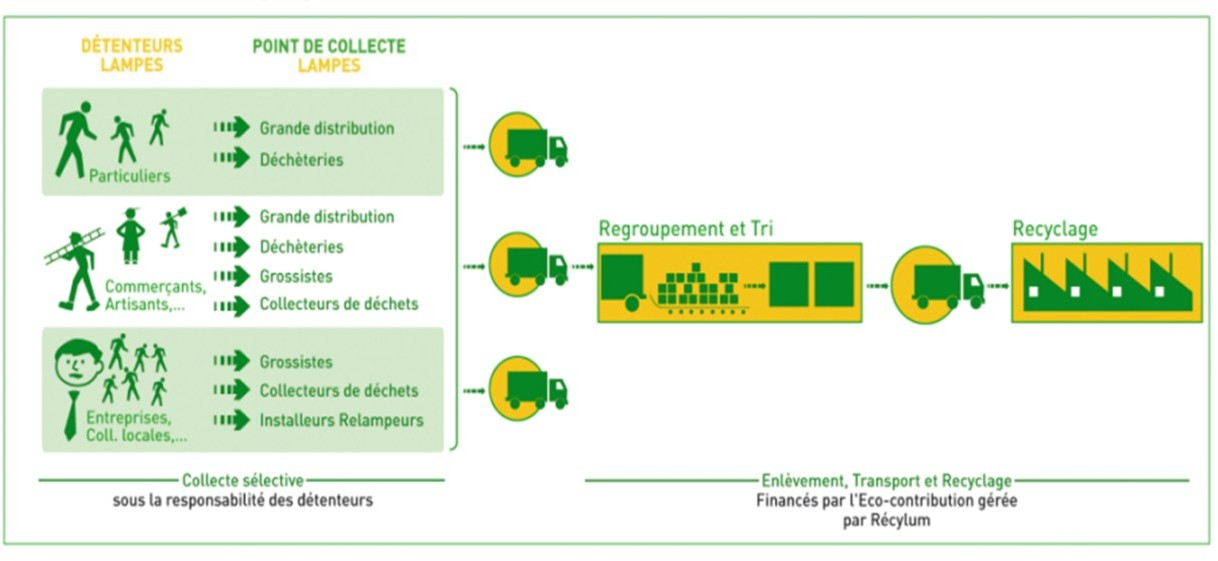 DÉTENTEURS
LAMPES
POINT DE COLLECTE
LAMPES
Particuliers
Grande distribution
Déchèteries
Commerçants,
Artisants,...
Grande distribution
Déchèteries
Grossistes
Collecteurs de déchets
Entreprises,
Coll. locales,...
Grossistes
Collecteurs de déchets
Installeurs Relampeurs
Regroupement et Tri
Recyclage
Collecte sélective
sous la responsabilité des détenteurs
Enlèvement, Transport et Recyclage
Financés par l'Eco-contribution gérée
par Récylum